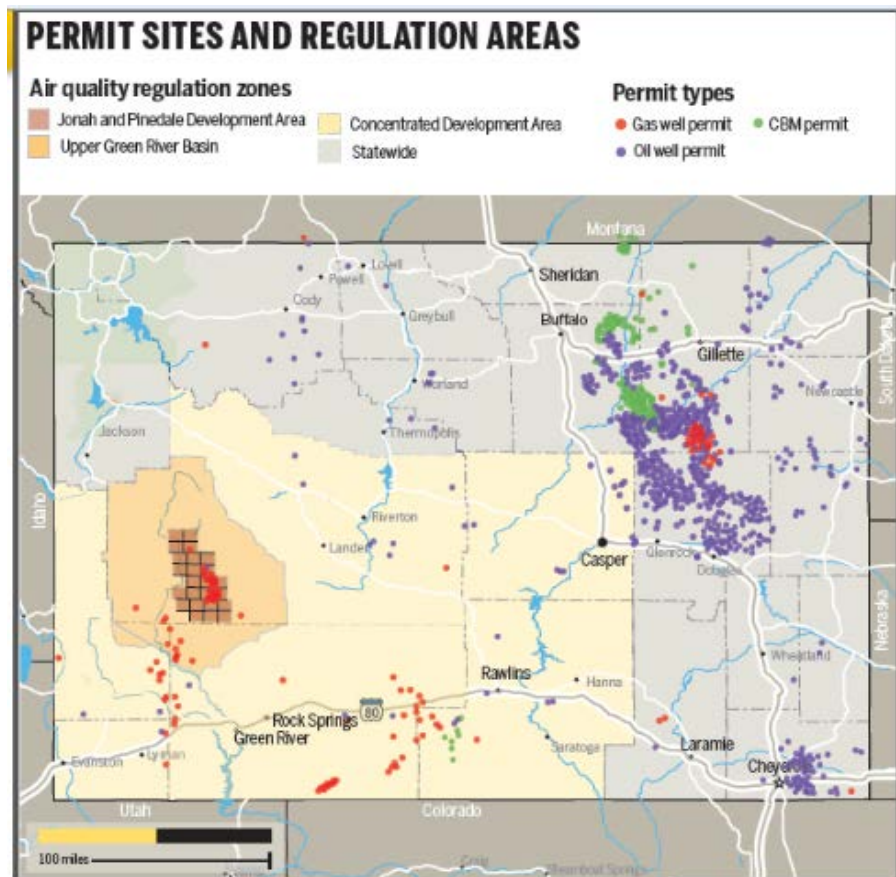 PERMIT SITES AND REGULATION AREAS
Air quality regulation zones
Jonah and Pinedale Development Area
Upper Green River Basin
Concentrated Development Area
Statewide
Permit types
Gas well permit
CBM permit
Oil well permit
Montana
Lovell
Powell
Sheridan
Cody
Greybull
Buffalo
Gillette
South Dakota
Worland
Newcastle
Jackson
Thermopolis
Idaho
Riverton
Lander
Casper
Glenrock
Douglas
Nebraska
Wheatland
Rawlins
Hanna
80
Rock Springs
Green River
Evanston
Lyman
Saratoga
Laramie
Cheyenne
Utah
Colorado
100 miles
Craig
Steamboat Springs